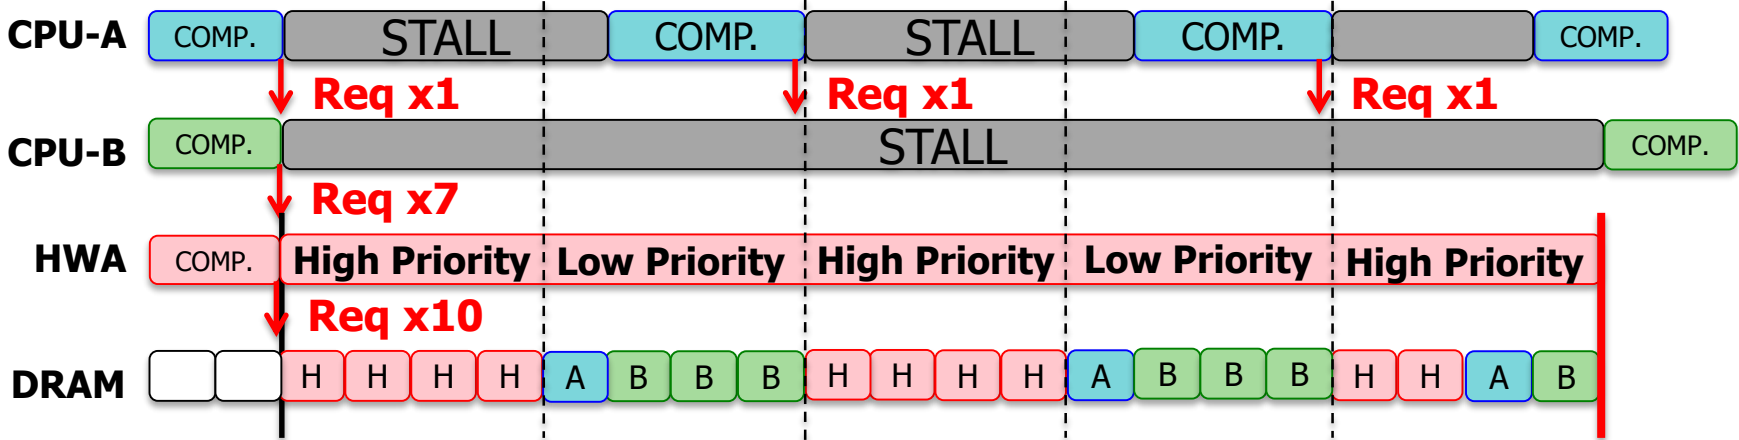 CPU-A COMP. STALL COMP. STALL COMP. COMP.
Req x1 Req x1 Req x1
CPU-B COMP. STALL COMP.
Req x7
HWA COMP. High Priority Low Priority High Priority Low Priority High Priority
Req x10
DRAM H H H H A B B B H H H H A B B B H H A B